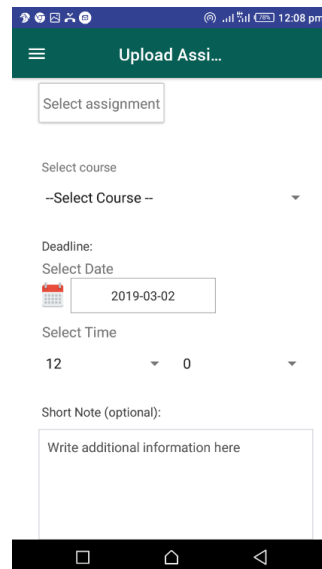 78% 12:08 pm
Upload Assi...
Select assignment
Select course
--Select Course --
Deadline:
Select Date
2019-03-02
Select Time
12 0
Short Note (optional):
Write additional information here